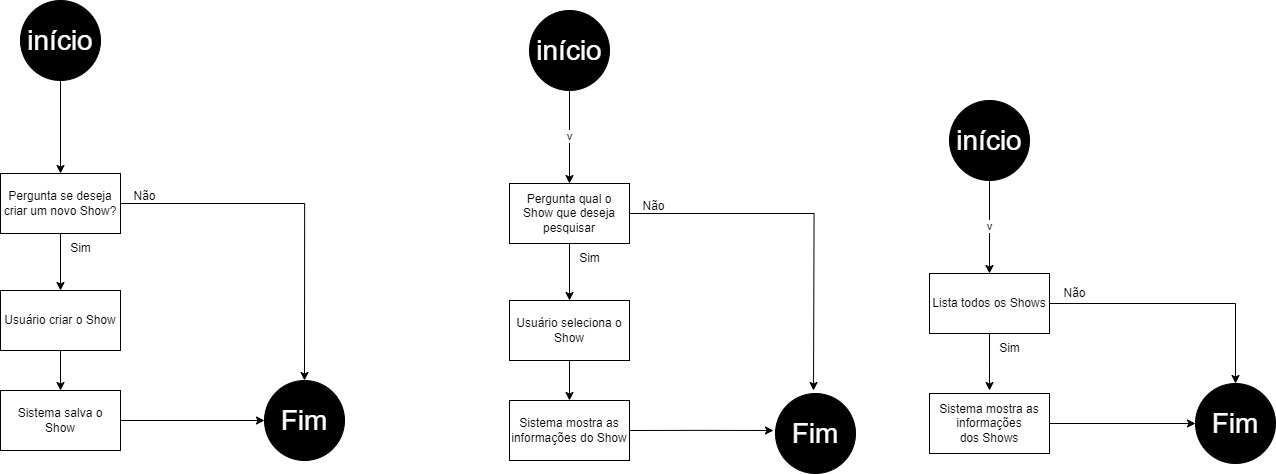 início
Pergunta se deseja
criar um novo Show?
Não
Sim
Usuário criar o Show
Sistema salva o
Show
Fim
início
v
Pergunta qual o
Show que deseja
pesquisar
Não
Sim
Usuário seleciona o
Show
Sistema mostra as
informações do Show
Fim
início
v
Lista todos os Shows
Não
Sim
Sistema mostra as
informações
dos Shows
Fim